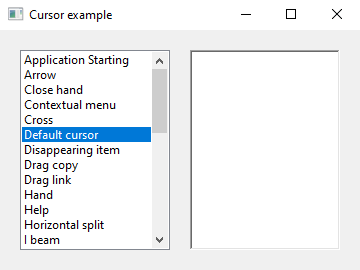 Cursor example
Application Starting
Arrow
Close hand
Contextual menu
Cross
Default cursor
Disappearing item
Drag copy
Drag link
Hand
Help
Horizontal split
I beam